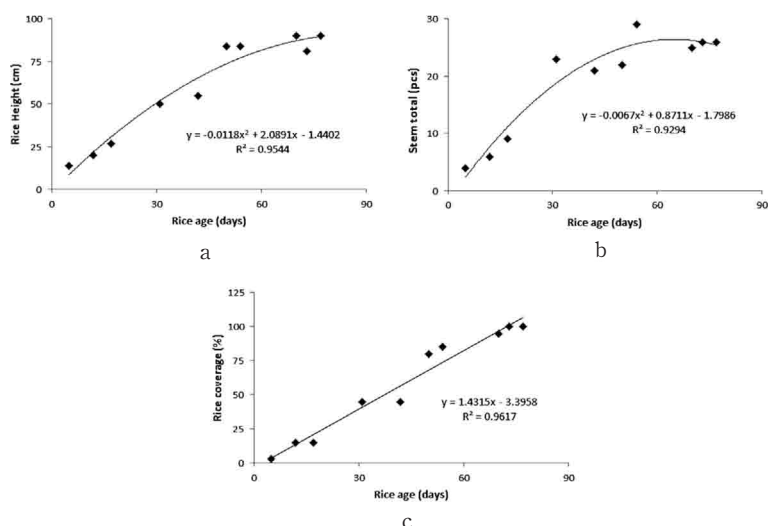 Rice Height (cm)
100
75
50
25
0
y = -0.0118x² + 2.0891x - 1.4402
R² = 0.9544
0 30 60 90
Rice age (days)
a
Stem total (pcs)
30
20
10
0
y = -0.0067x² + 0.8711x - 1.7986
R² = 0.9294
0 30 60 90
Rice age (days)
b
Rice coverage (%)
125
100
75
50
25
0
y = 1.4315x - 3.3958
R² = 0.9617
0 30 60 90
Rice age (days)
c